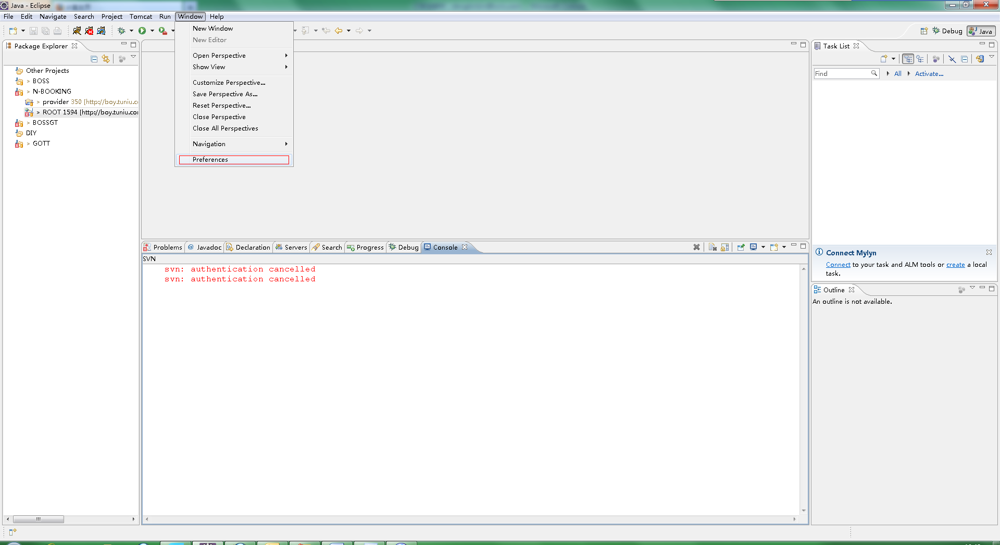 Java - Eclipse
File Edit Navigate Search Project Tomcat Run Window Help
Debug Java
New Window
New Editor
Open Perspective
Show View
Customize Perspective...
Save Perspective As...
Reset Perspective...
Close Perspective
Close All Perspectives
Navigation
Preferences
Package Explorer
Other Projects
> BOSS
> N-BOOKING
> provider 350 [http://boy.tuniu.c
> ROOT 1594 [http://boy.tuniu.co
> BOSSGT
DIY
> GOTT
Problems @ Javadoc Declaration Servers Search Progress Debug Console
SVN
svn: authentication cancelled
svn: authentication cancelled
Task List
Find All Activate...
Connect Mylyn
Connect to your task and ALM tools or create a local
task.
Outline
An outline is not available.